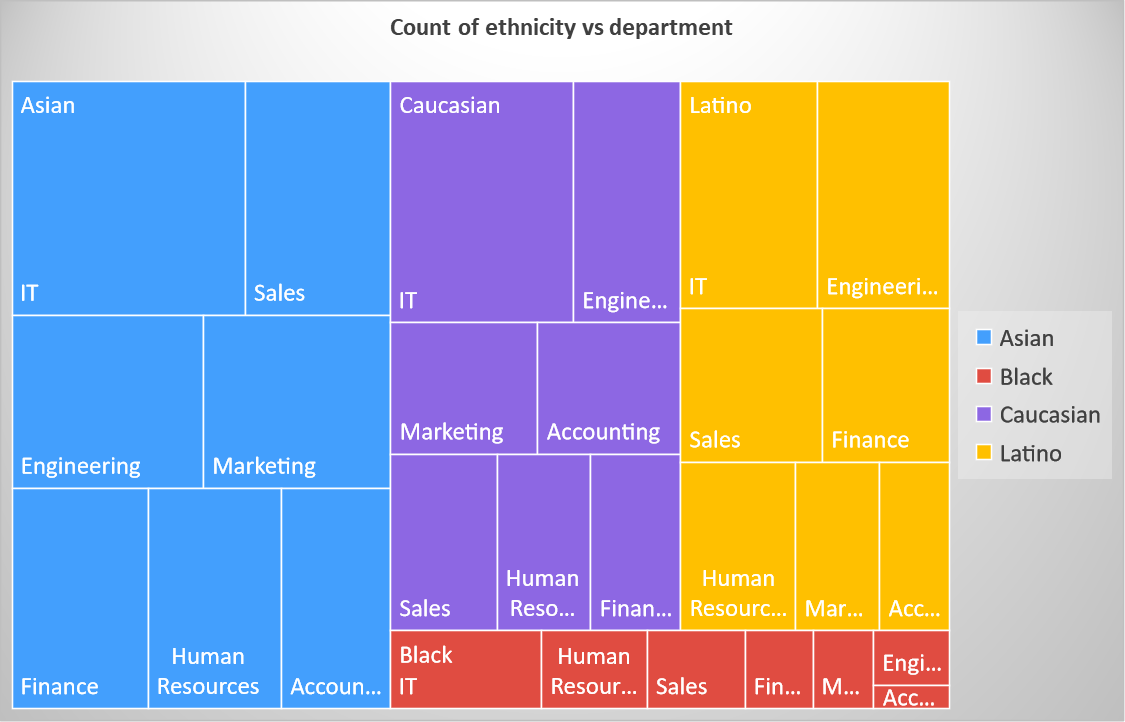 Count of ethnicity vs department
Asian
IT
Sales
Engineering
Marketing
Finance
Human
Resources
Accoun...
Caucasian
IT
Engine...
Marketing
Accounting
Sales
Human
Reso...
Finan...
Latino
IT
Engineeri...
Sales
Finance
Human
Resourc...
Mar...
Acc...
Black
IT
Human
Resour...
Sales
Fin...
M...
Engi...
Acc...
Asian
Black
Caucasian
Latino